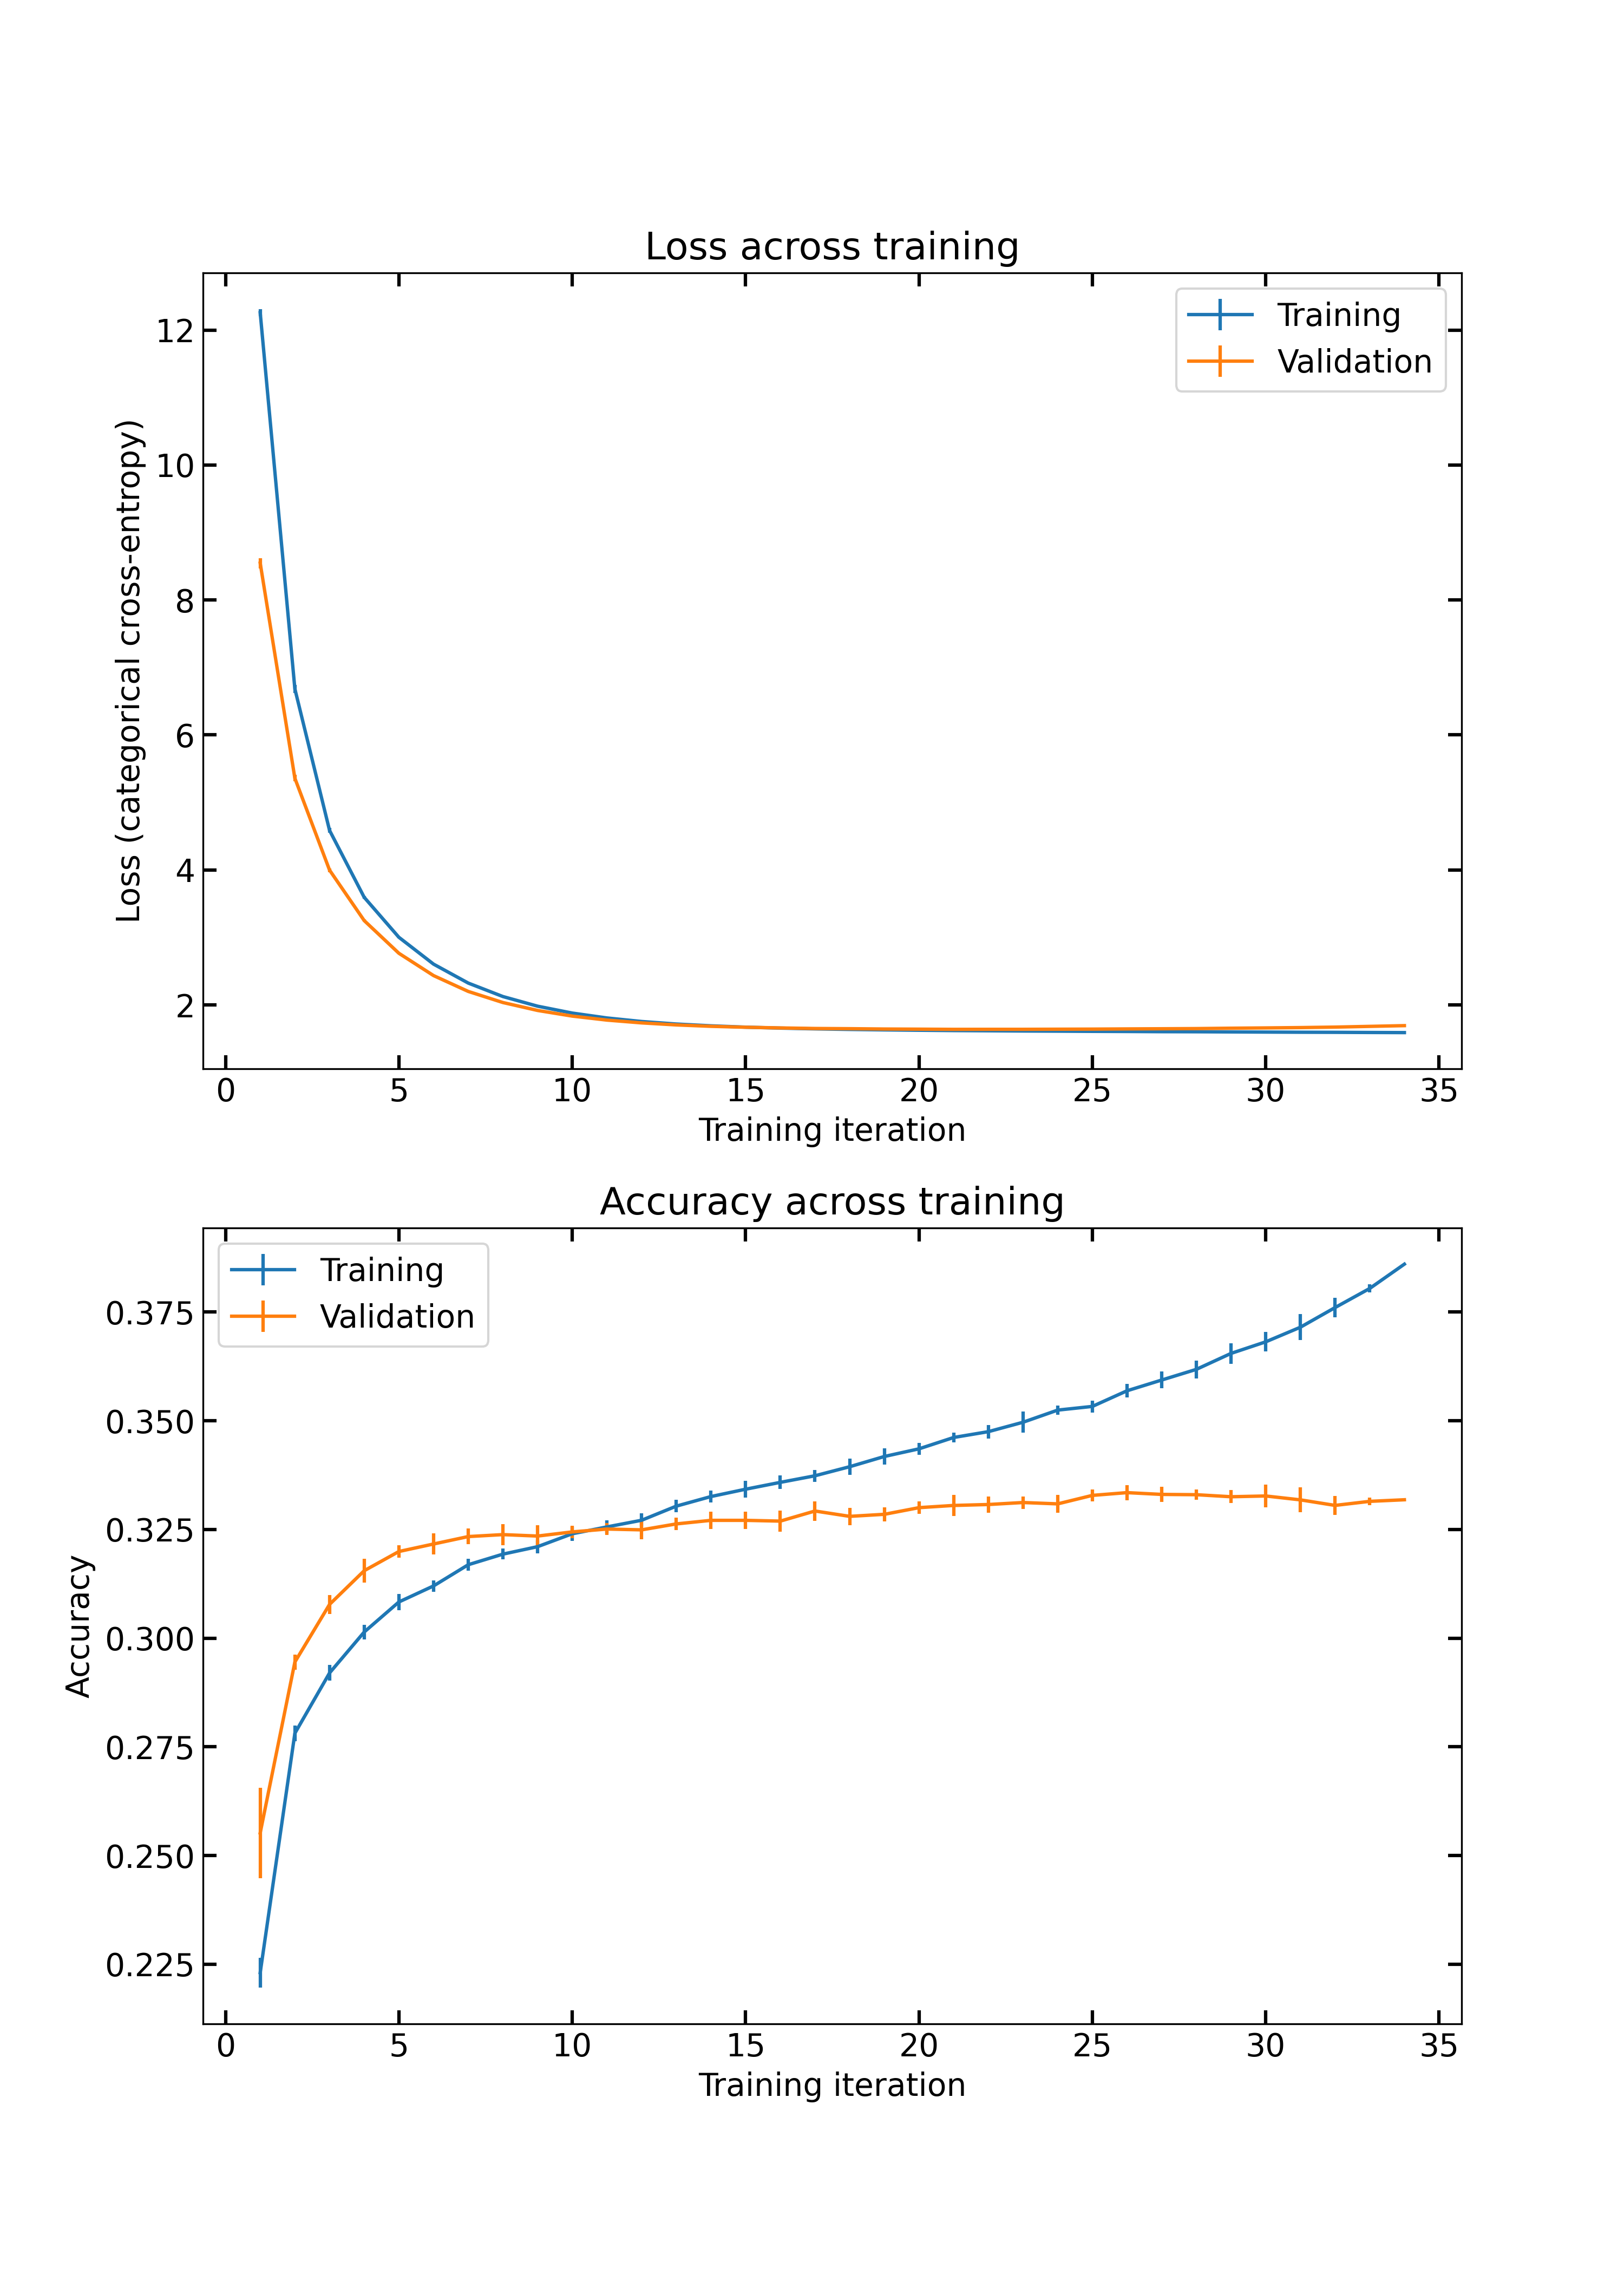 Loss across training
Training
Validation
12
10
8
6
4
2
Loss (categorical cross-entropy)
0 5 10 15 20 25 30 35
Training iteration
Accuracy across training
Training
Validation
0.375
0.350
0.325
0.300
0.275
0.250
0.225
Accuracy
0 5 10 15 20 25 30 35
Training iteration